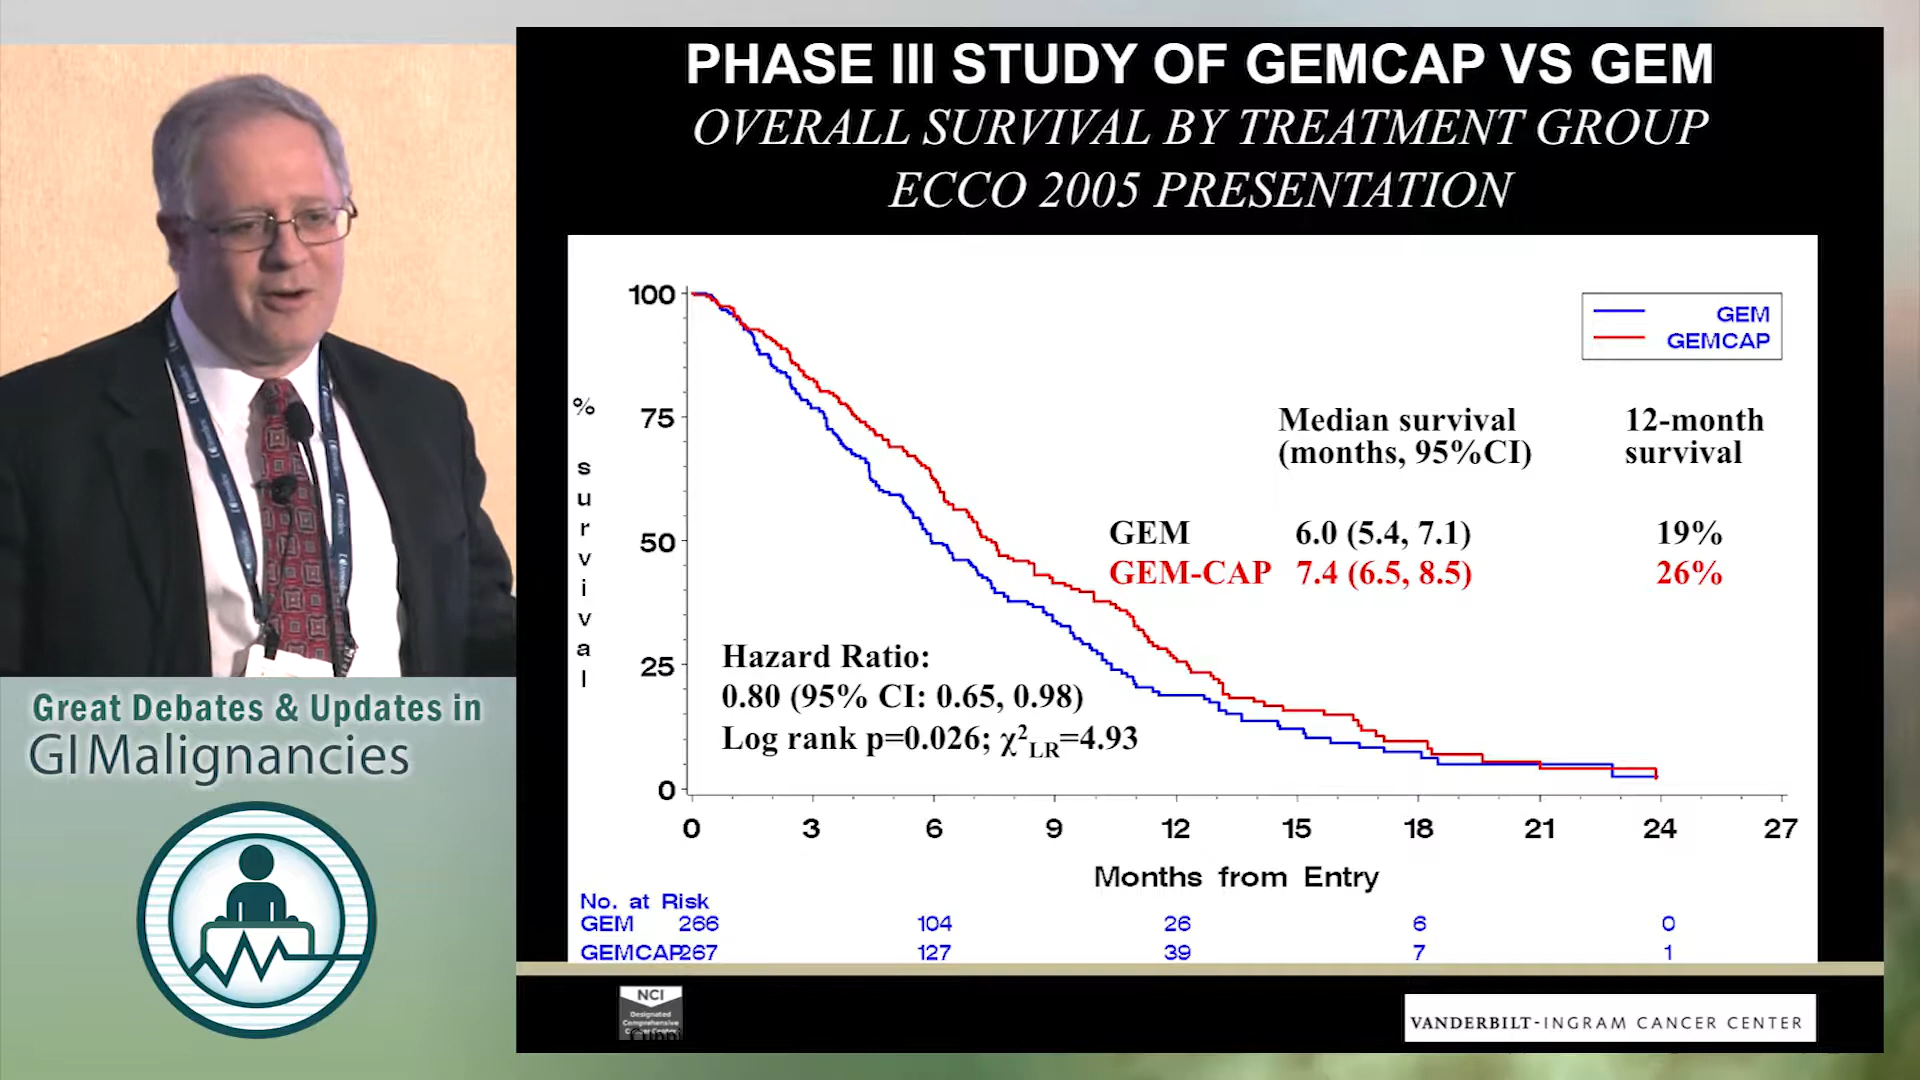 PHASE III STUDY OF GEMCAP VS GEM
OVERALL SURVIVAL BY TREATMENT GROUP
ECCO 2005 PRESENTATION
100
75
50
25
0
% survival
GEM
GEMCAP
Median survival 12-month
(months, 95%CI) survival
GEM 6.0 (5.4, 7.1) 19%
GEM-CAP 7.4 (6.5, 8.5) 26%
Hazard Ratio:
0.80 (95% CI: 0.65, 0.98)
Log rank p=0.026; χ²LR=4.93
0 3 6 9 12 15 18 21 24 27
Months from Entry
No. at Risk
GEM 266 104 26 6 0
GEMCAP 267 127 39 7 1
Great Debates & Updates in
GI Malignancies
NCI
Designated
Comprehensive
VANDERBILT-INGRAM CANCER CENTER